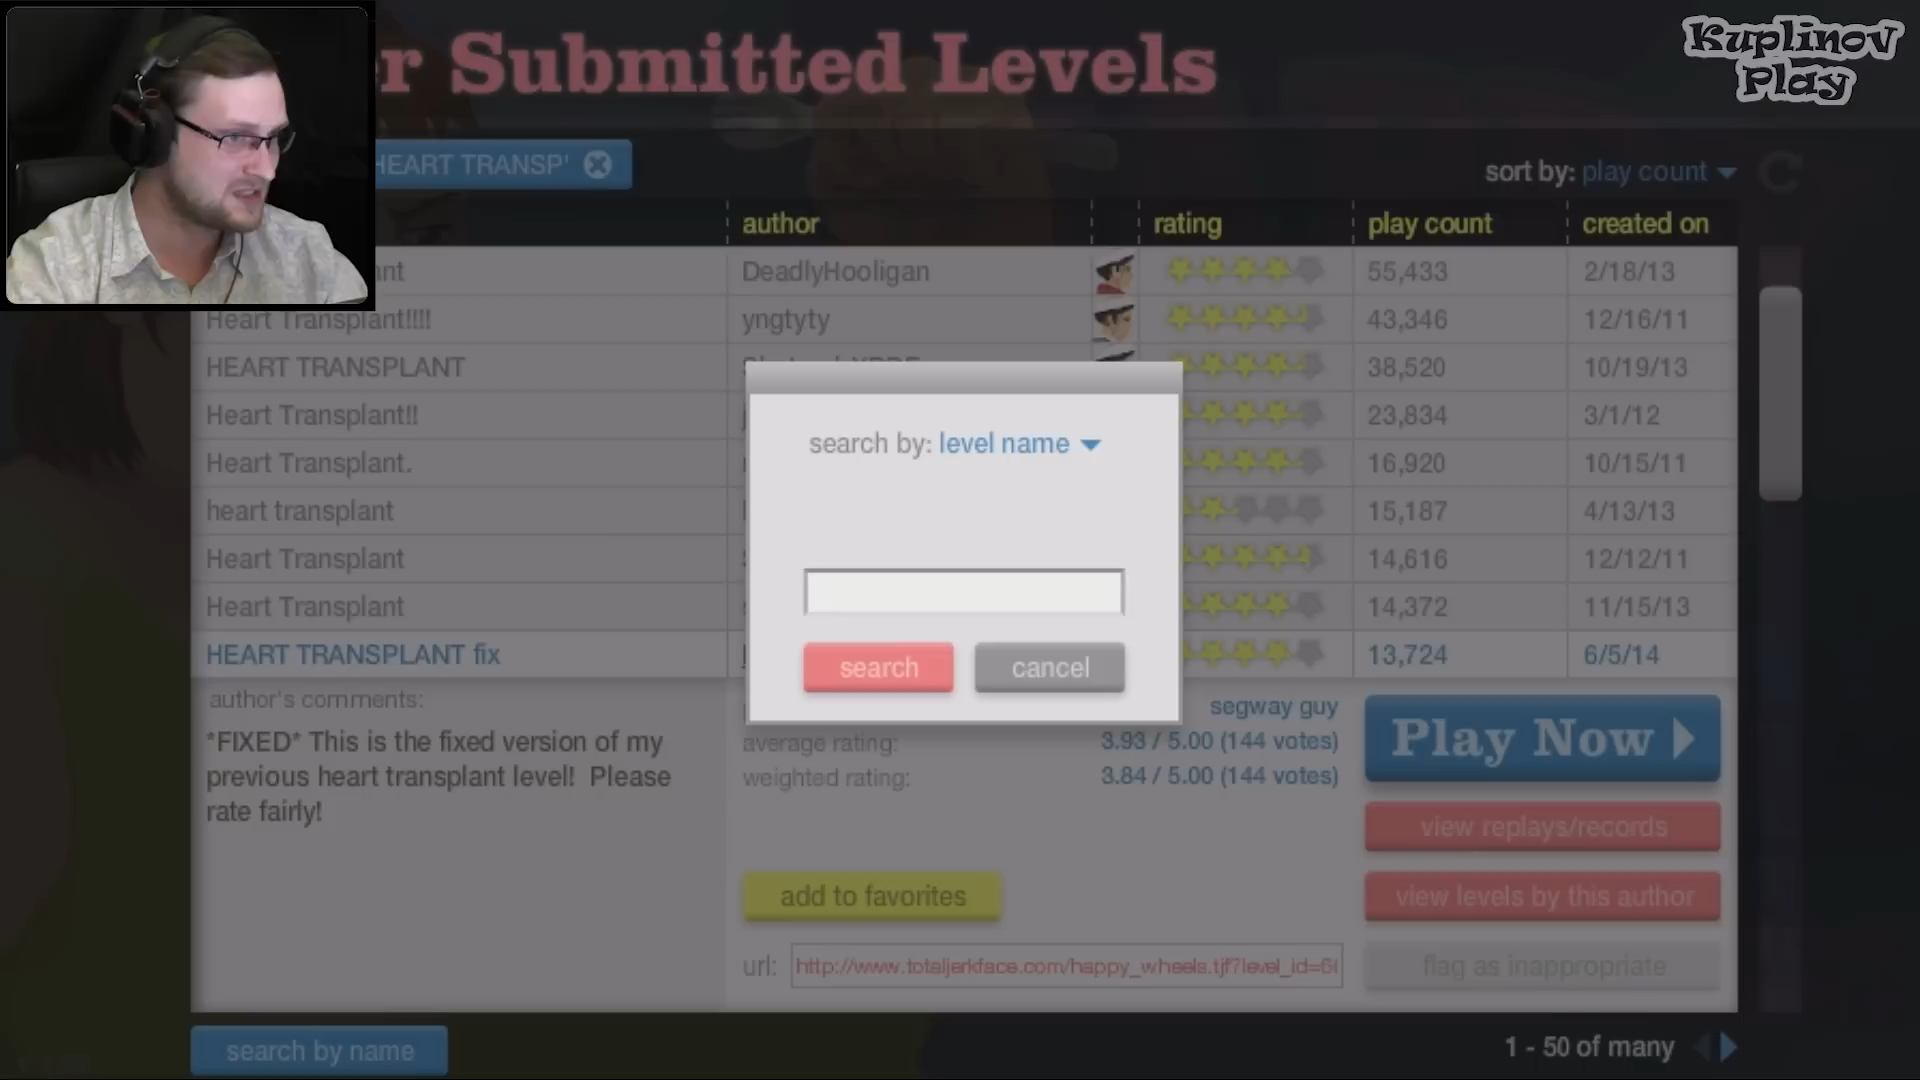 Kuplinov
Play
r Submitted Levels
HEART TRANSP'
sort by: play count
author rating play count created on
nt DeadlyHooligan 55,433 2/18/13
Heart Transplant!!!! yngtyty 43,346 12/16/11
HEART TRANSPLANT 38,520 10/19/13
Heart Transplant!! 23,834 3/1/12
Heart Transplant. 16,920 10/15/11
heart transplant 15,187 4/13/13
Heart Transplant 14,616 12/12/11
Heart Transplant 14,372 11/15/13
HEART TRANSPLANT fix 13,724 6/5/14
search by: level name
search cancel
author's comments:
*FIXED* This is the fixed version of my
previous heart transplant level! Please
rate fairly!
segway guy
average rating: 3.93 / 5.00 (144 votes)
weighted rating: 3.84 / 5.00 (144 votes)
add to favorites
url: http://www.totaljerkface.com/happy_wheels.tjf?level_id=6
Play Now
view replays/records
view levels by this author
flag as inappropriate
search by name
1 - 50 of many